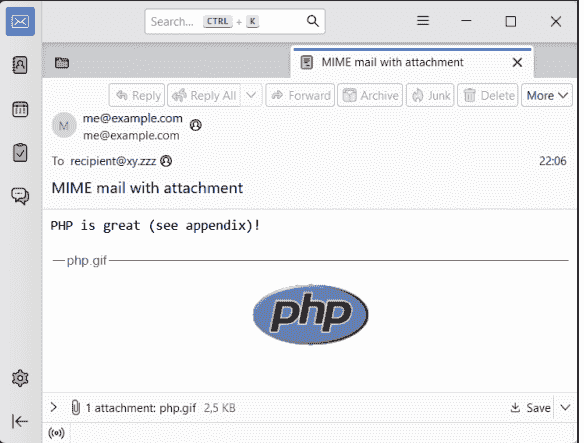 Search... CTRL + K
MIME mail with attachment
Reply Reply All Forward Archive Junk Delete More
M me@example.com
me@example.com
To recipient@xy.zzz 22:06
MIME mail with attachment
PHP is great (see appendix)!
php.gif
php
1 attachment: php.gif 2,5 KB Save